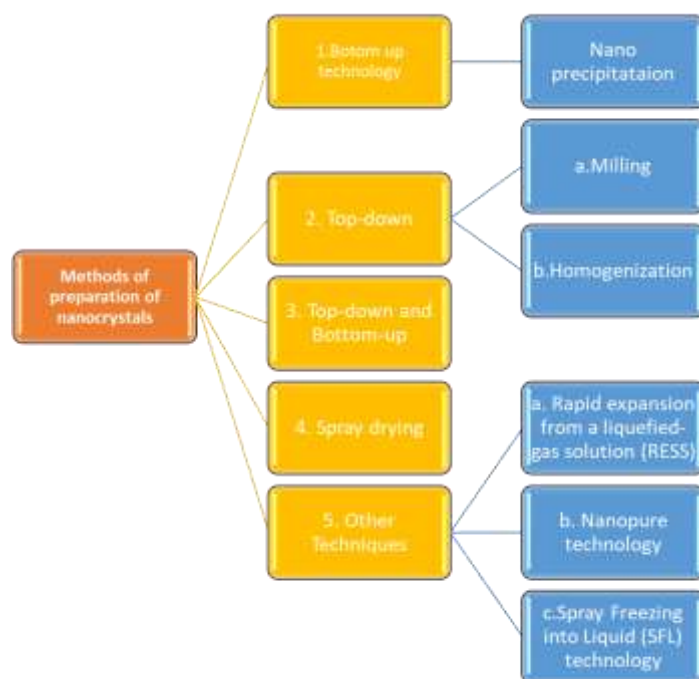 Methods of
preparation of
nanocrystals
1.Botom up
technology
Nano
precipitataion
2. Top-down
a.Milling
b.Homogenization
3. Top-down and
Bottom-up
4. Spray drying
5. Other
Techniques
a. Rapid expansion
from a liquefied-
gas solution (RESS)
b. Nanopure
technology
c.Spray Freezing
into Liquid (SFL)
technology